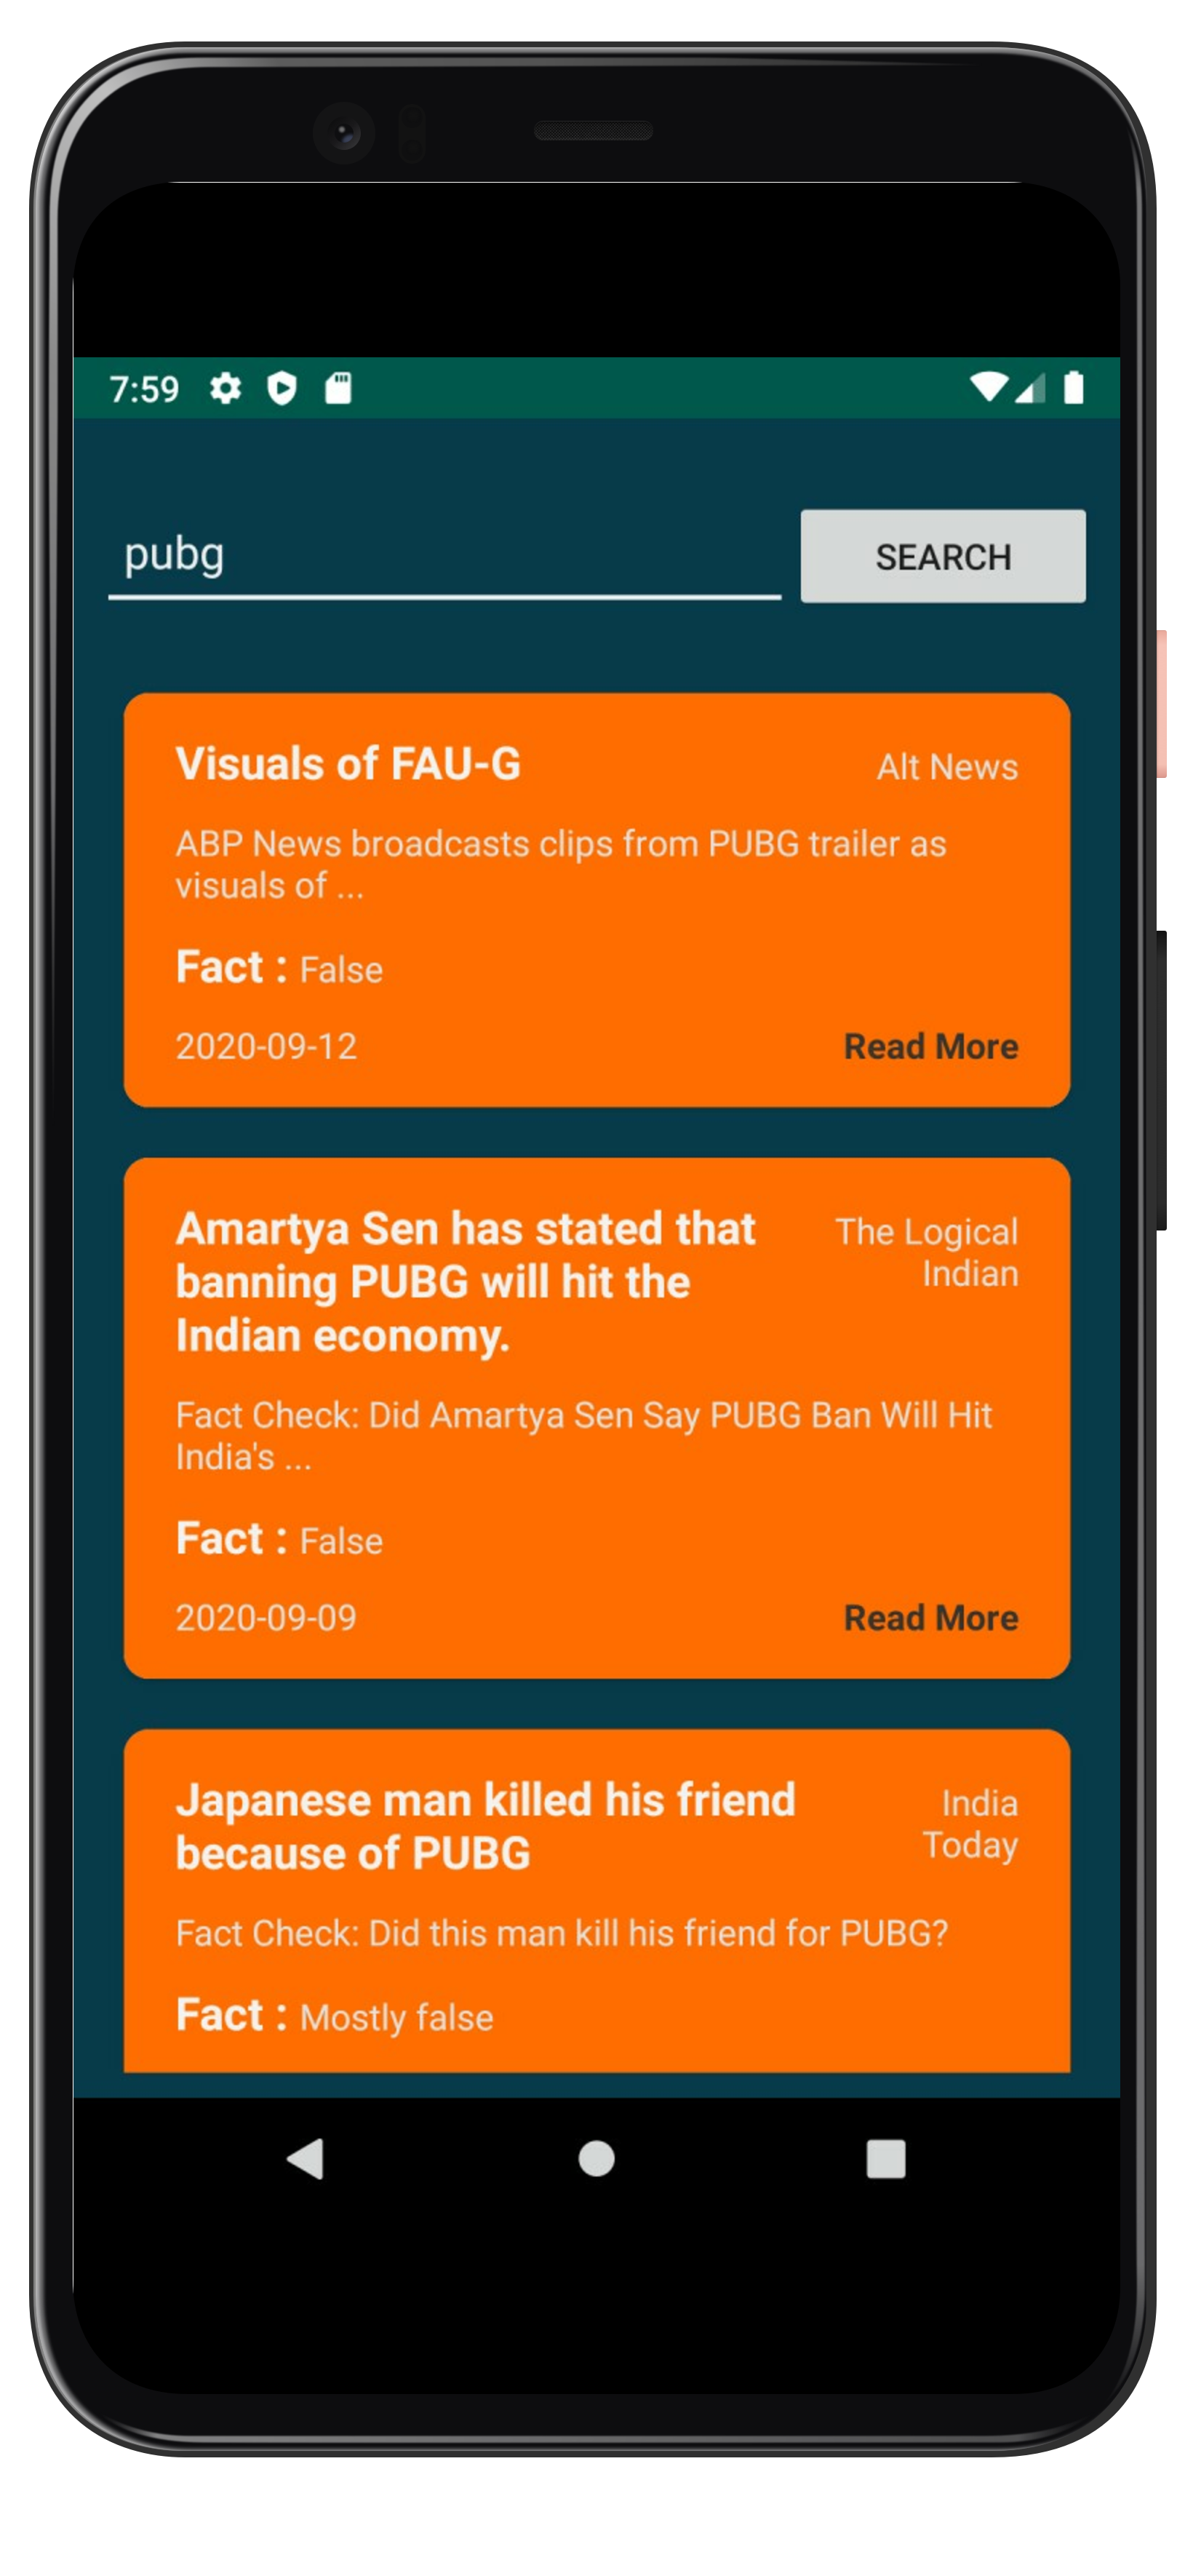 7:59
pubg
SEARCH
Visuals of FAU-G
Alt News
ABP News broadcasts clips from PUBG trailer as
visuals of ...
Fact : False
2020-09-12
Read More
Amartya Sen has stated that
banning PUBG will hit the
Indian economy.
The Logical
Indian
Fact Check: Did Amartya Sen Say PUBG Ban Will Hit
India's ...
Fact : False
2020-09-09
Read More
Japanese man killed his friend
because of PUBG
India
Today
Fact Check: Did this man kill his friend for PUBG?
Fact : Mostly false